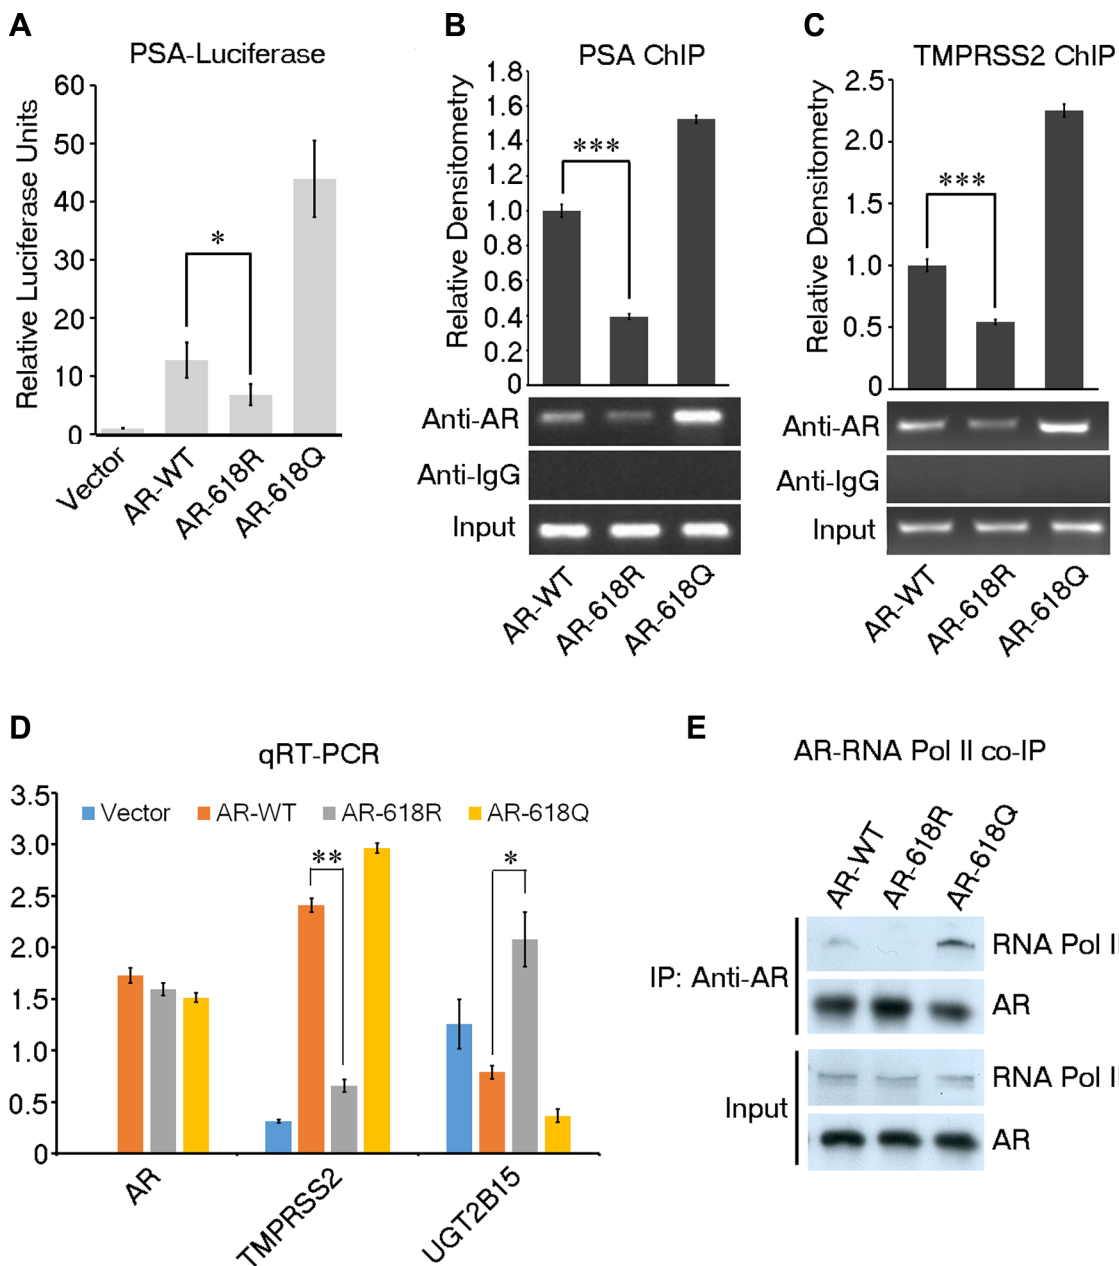 A
PSA-Luciferase
Relative Luciferase Units
60
50
40
30
20
10
0
*
Vector
AR-WT
AR-618R
AR-618Q
B
PSA ChIP
Relative Densitometry
1.8
1.6
1.4
1.2
1.0
0.8
0.6
0.4
0.2
0
***
Anti-AR
Anti-IgG
Input
AR-WT
AR-618R
AR-618Q
C
TMPRSS2 ChIP
Relative Densitometry
2.5
2.0
1.5
1.0
0.5
0
***
Anti-AR
Anti-IgG
Input
AR-WT
AR-618R
AR-618Q
D
qRT-PCR
3.5
3.0
2.5
2.0
1.5
1.0
0.5
0
Vector AR-WT AR-618R AR-618Q
**
*
AR
TMPRSS2
UGT2B15
E
AR-RNA Pol II co-IP
AR-WT
AR-618R
AR-618Q
IP: Anti-AR
RNA Pol II
AR
Input
RNA Pol II
AR